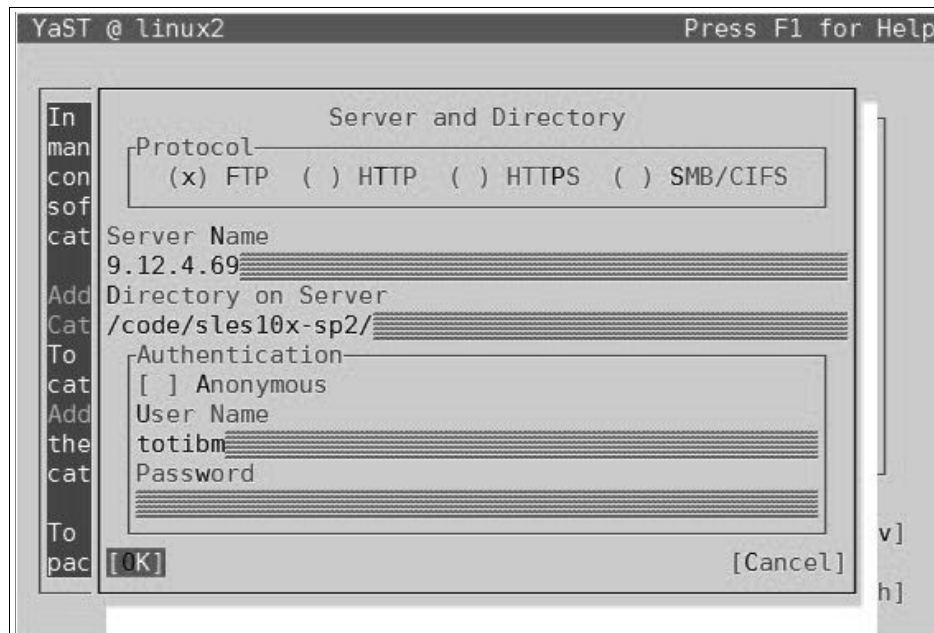 YaST @ linux2 Press F1 for Help
Server and Directory
Protocol
(x) FTP ( ) HTTP ( ) HTTPS ( ) SMB/CIFS
Server Name
9.12.4.69
Directory on Server
/code/sles10x-sp2/
Authentication
[ ] Anonymous
User Name
totibm
Password
[OK] [Cancel]
In
man
con
sof
cat
Add
Cat
To
cat
Add
the
cat
To
pac
v]
h]